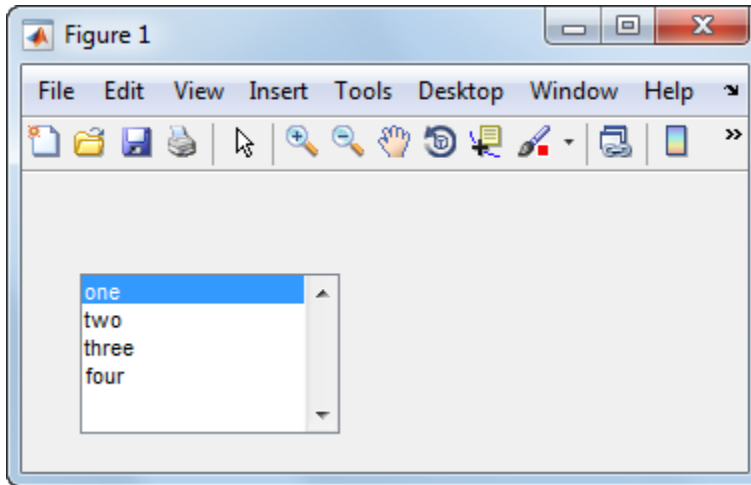 Figure 1
File Edit View Insert Tools Desktop Window Help
one
two
three
four